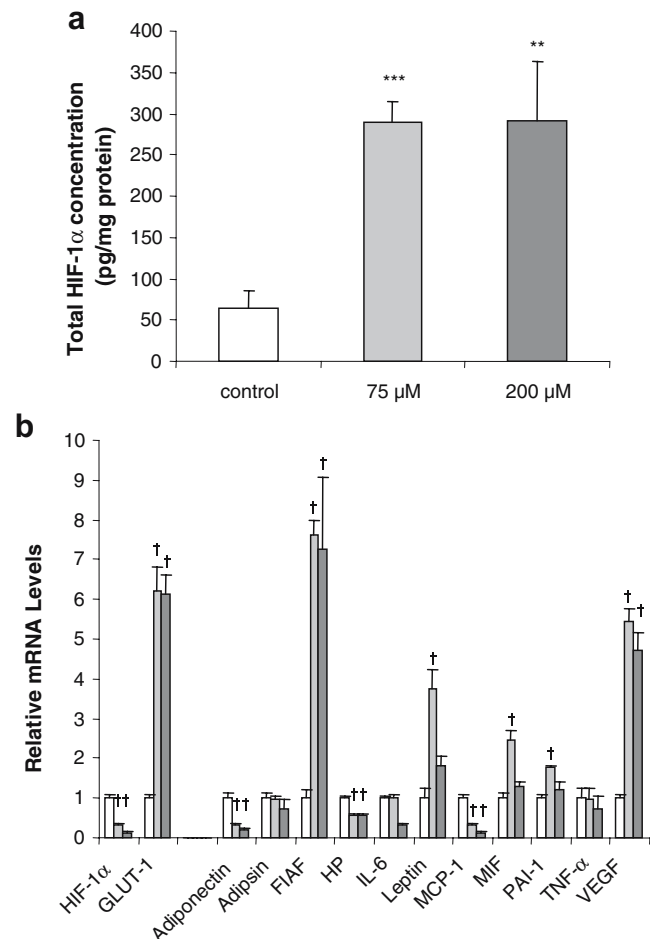 a
Total HIF-1α concentration
(pg/mg protein)
400
350
300
250
200
150
100
50
0
***
**
control 75 µM 200 µM
b
Relative mRNA Levels
10
9
8
7
6
5
4
3
2
1
0
†† † † †† † † †† † †† † † † †
HIF-1α GLUT-1 Adiponectin Adipsin FIAF HP IL-6 Leptin MCP-1 MIF PAI-1 TNF-α VEGF